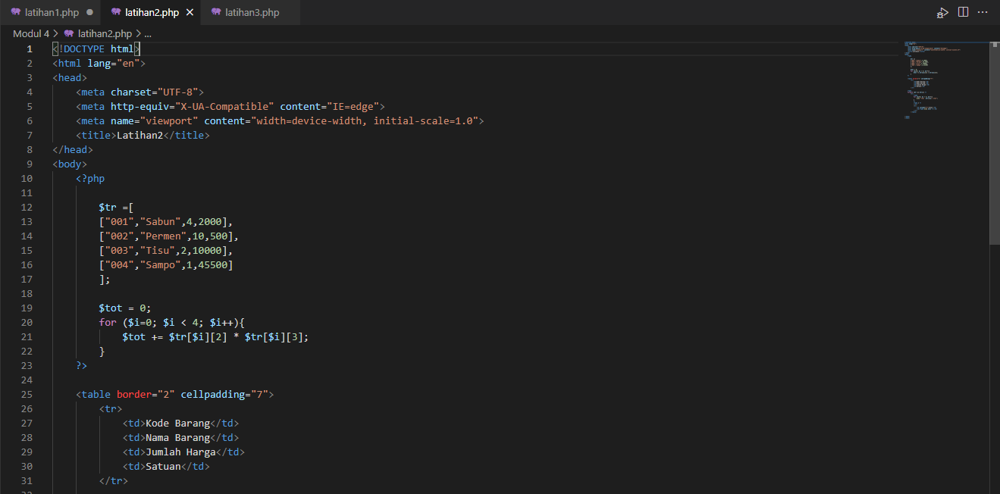 latihan1.php latihan2.php latihan3.php
Modul 4 > latihan2.php > ...
1 <!DOCTYPE html>
2 <html lang="en">
3 <head>
4 <meta charset="UTF-8">
5 <meta http-equiv="X-UA-Compatible" content="IE=edge">
6 <meta name="viewport" content="width=device-width, initial-scale=1.0">
7 <title>Latihan2</title>
8 </head>
9 <body>
10 <?php
11
12 $tr =[
13 ["001","Sabun",4,2000],
14 ["002","Permen",10,500],
15 ["003","Tisu",2,10000],
16 ["004","Sampo",1,45500]
17 ];
18
19 $tot = 0;
20 for ($i=0; $i < 4; $i++){
21 $tot += $tr[$i][2] * $tr[$i][3];
22 }
23 ?>
24
25 <table border="2" cellpadding="7">
26 <tr>
27 <td>Kode Barang</td>
28 <td>Nama Barang</td>
29 <td>Jumlah Harga</td>
30 <td>Satuan</td>
31 </tr>